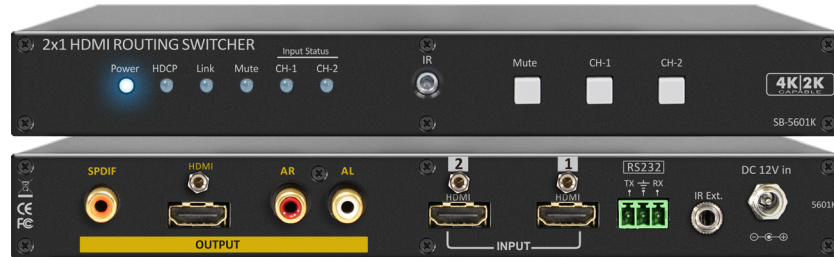 2x1 HDMI ROUTING SWITCHER
Input Status
Power HDCP Link Mute CH-1 CH-2
IR
Mute CH-1 CH-2
4K 2K
CAPABLE
SB-5601K
SPDIF HDMI AR AL
OUTPUT
2 1
HDMI HDMI
INPUT
RS232
TX RX
IR Ext.
DC 12V in
5601K
CE
FC